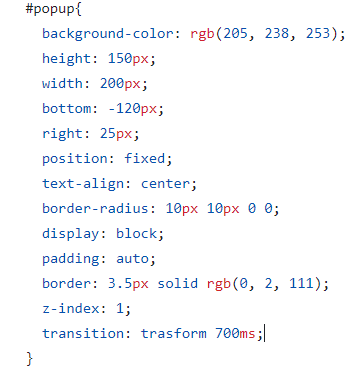 #popup{
background-color: rgb(205, 238, 253);
height: 150px;
width: 200px;
bottom: -120px;
right: 25px;
position: fixed;
text-align: center;
border-radius: 10px 10px 0 0;
display: block;
padding: auto;
border: 3.5px solid rgb(0, 2, 111);
z-index: 1;
transition: trasform 700ms;
}